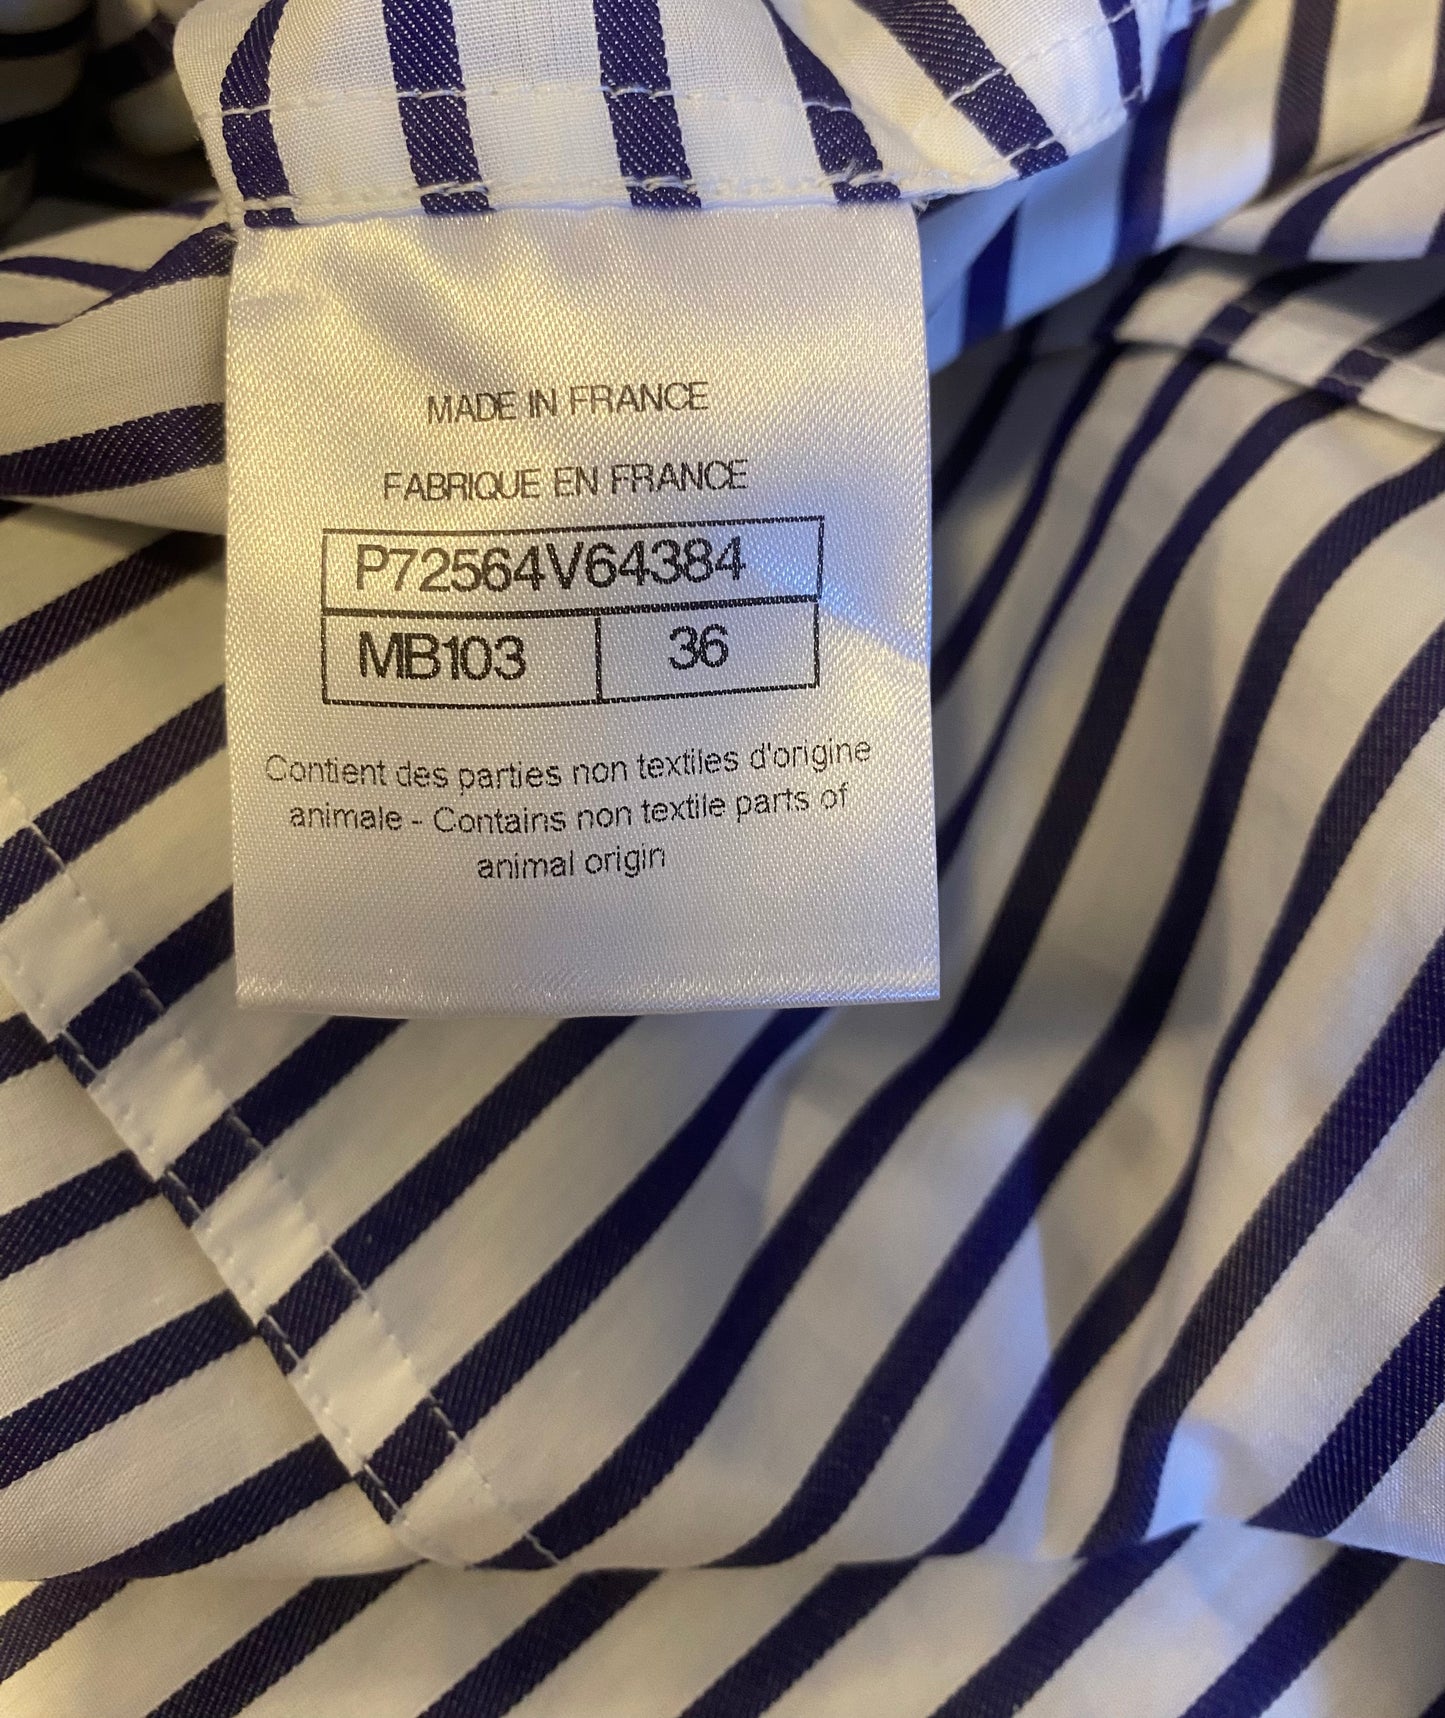 MADE IN FRANCE
FABRIQUE EN FRANCE
P72564V64384
MB103 36
Contient des parties non textiles d'origine
animale - Contains non textile parts of
animal origin